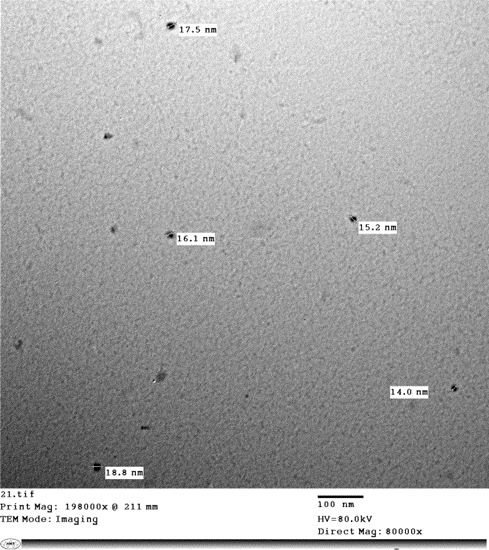 17.5 nm
15.2 nm
16.1 nm
14.0 nm
18.8 nm
21.tif
Print Mag: 198000x @ 211 mm
TEM Mode: Imaging
100 nm
HV=80.0kV
Direct Mag: 80000x